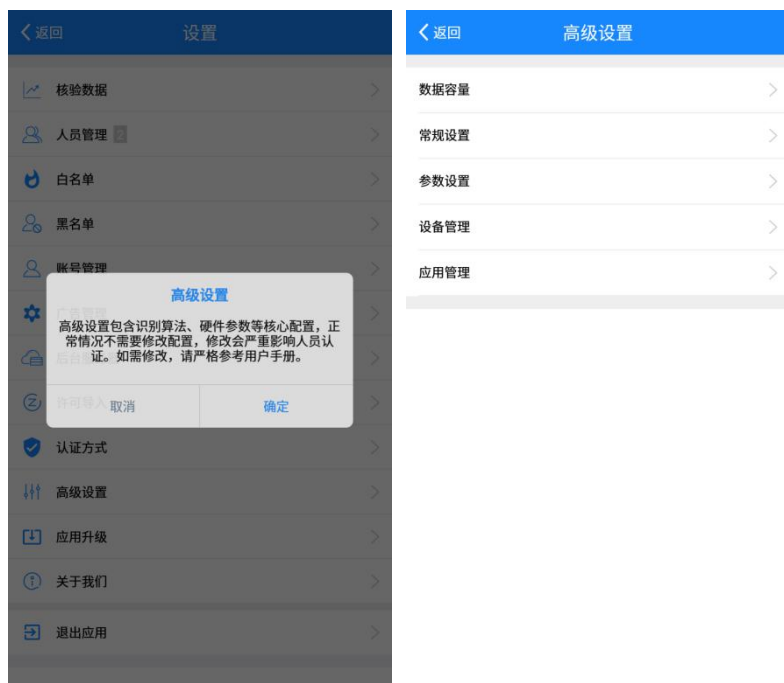 返回
设置
核验数据
人员管理 2
白名单
黑名单
账号管理
高级设置
高级设置包含识别算法、硬件参数等核心配置，正
常情况不需要修改配置，修改会严重影响人员认
证。如需修改，请严格参考用户手册。
许可导入
取消
确定
认证方式
高级设置
应用升级
关于我们
退出应用
返回
高级设置
数据容量
常规设置
参数设置
设备管理
应用管理